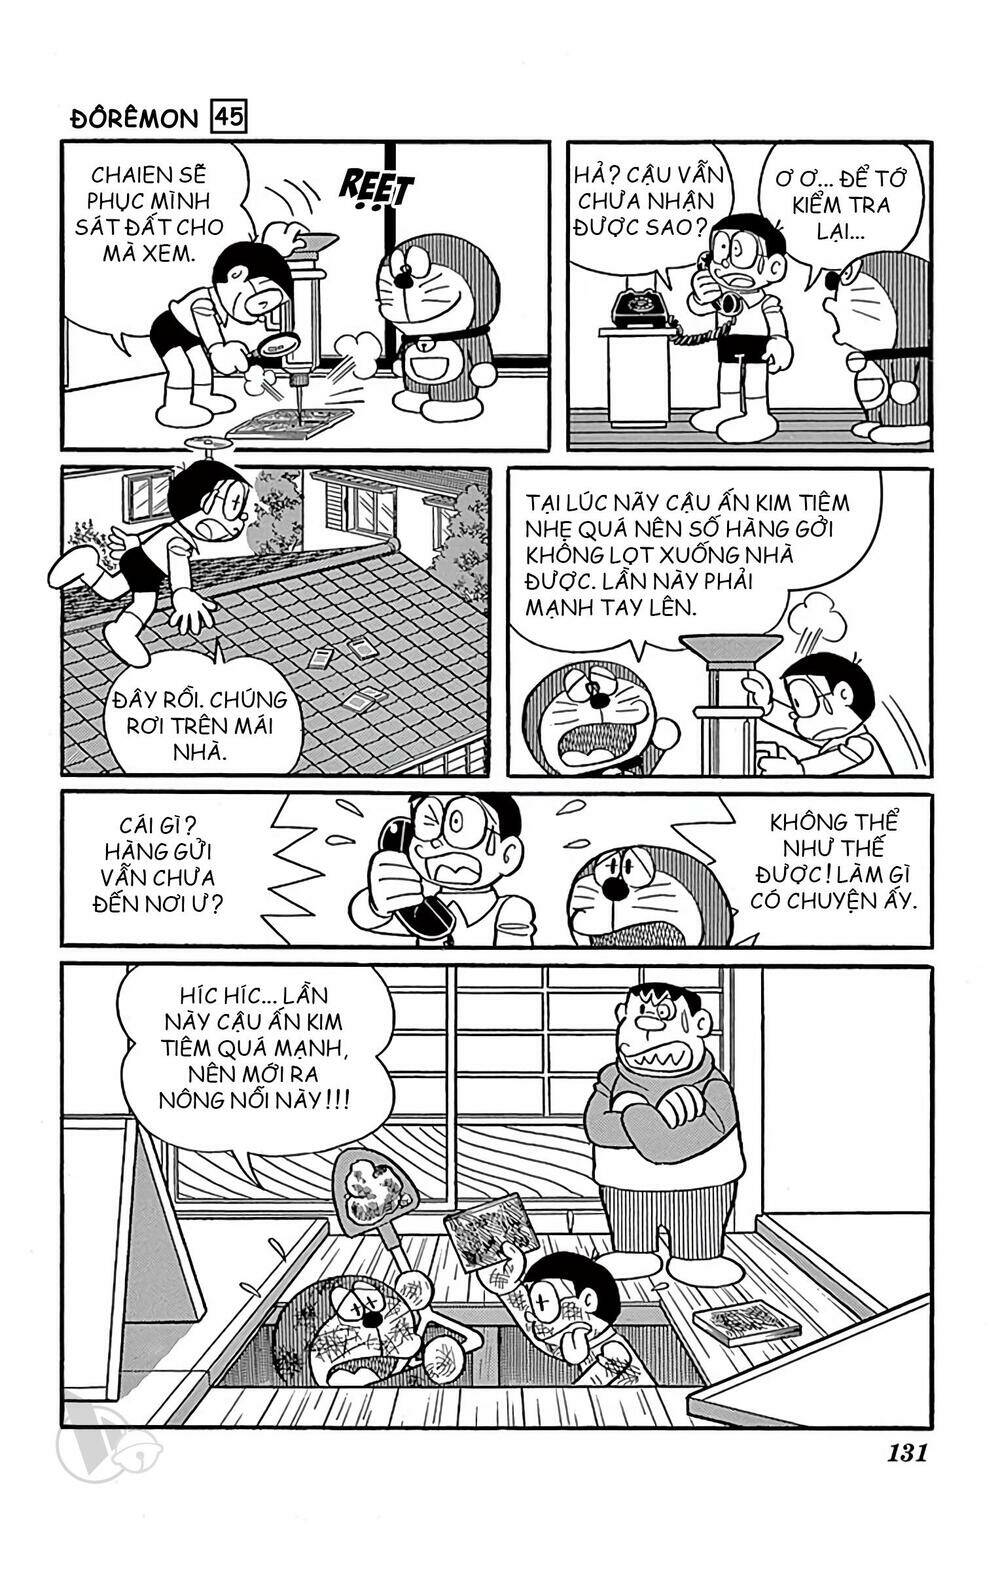 ĐÔRÊMON 45
CHAIEN SẼ
PHỤC MÌNH
SÁT ĐẤT CHO
MÀ XEM.
REẸẸT
HẢ? CẬU VẪN
CHƯA NHẬN
ĐƯỢC SAO?
Ơ Ơ... ĐỂ TỚ
KIỂM TRA
LẠI...
ĐÂY RỒI. CHÚNG
RƠI TRÊN MÁI
NHÀ.
TẠI LÚC NÃY CẬU ẤN KIM TIÊM
NHẸ QUÁ NÊN SỐ HÀNG GỞI
KHÔNG LỌT XUỐNG NHÀ
ĐƯỢC. LẦN NÀY PHẢI
MẠNH TAY LÊN.
CÁI GÌ?
HÀNG GỬI
VẪN CHƯA
ĐẾN NƠI Ư?
KHÔNG THỂ
NHƯ THẾ
ĐƯỢC! LÀM GÌ
CÓ CHUYỆN ẤY.
HÍC HÍC... LẦN
NÀY CẬU ẤN KIM
TIÊM QUÁ MẠNH,
NÊN MỚI RA
NÔNG NỖI NÀY!!!
131